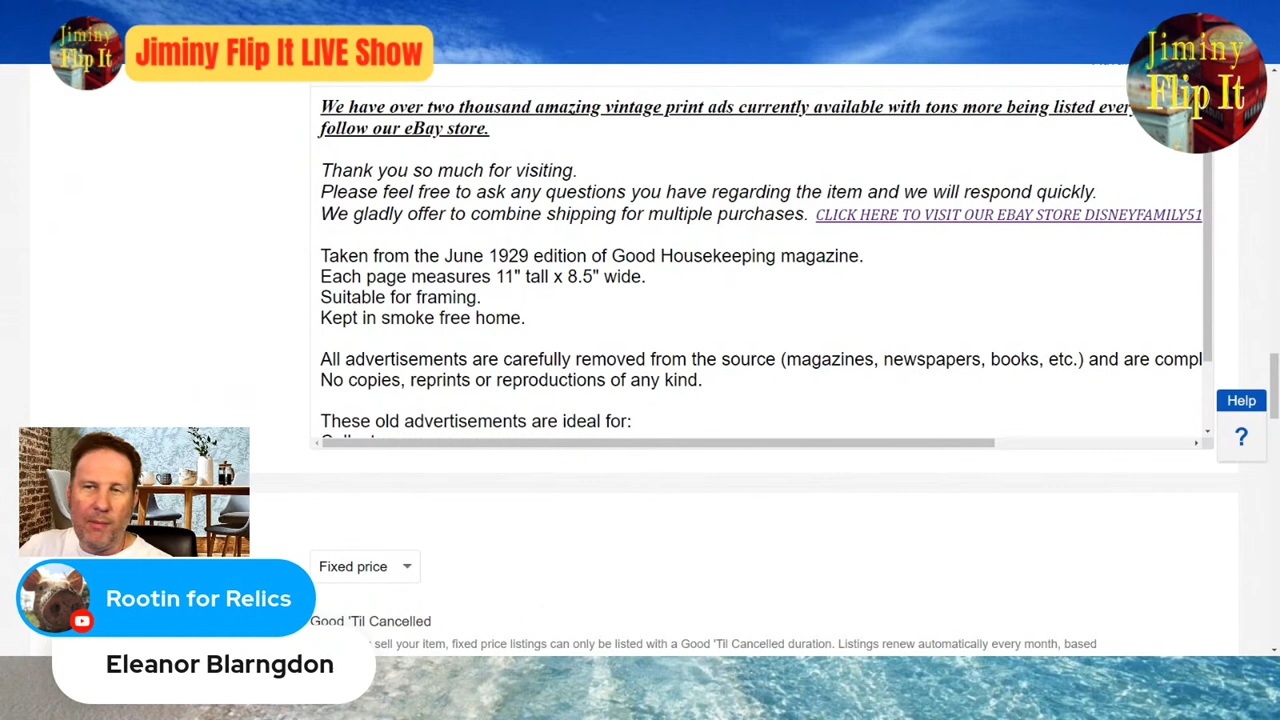 Jiminy
Flip It
Jiminy Flip It LIVE Show
Jiminy
Flip It
We have over two thousand amazing vintage print ads currently available with tons more being listed ever
follow our eBay store.
Thank you so much for visiting.
Please feel free to ask any questions you have regarding the item and we will respond quickly.
We gladly offer to combine shipping for multiple purchases. CLICK HERE TO VISIT OUR EBAY STORE DISNEYFAMILY51
Taken from the June 1929 edition of Good Housekeeping magazine.
Each page measures 11" tall x 8.5" wide.
Suitable for framing.
Kept in smoke free home.
All advertisements are carefully removed from the source (magazines, newspapers, books, etc.) and are compl
No copies, reprints or reproductions of any kind.
These old advertisements are ideal for:
Help
?
Fixed price
Good 'Til Cancelled
sell your item, fixed price listings can only be listed with a Good 'Til Cancelled duration. Listings renew automatically every month, based
Rootin for Relics
Eleanor Blarngdon